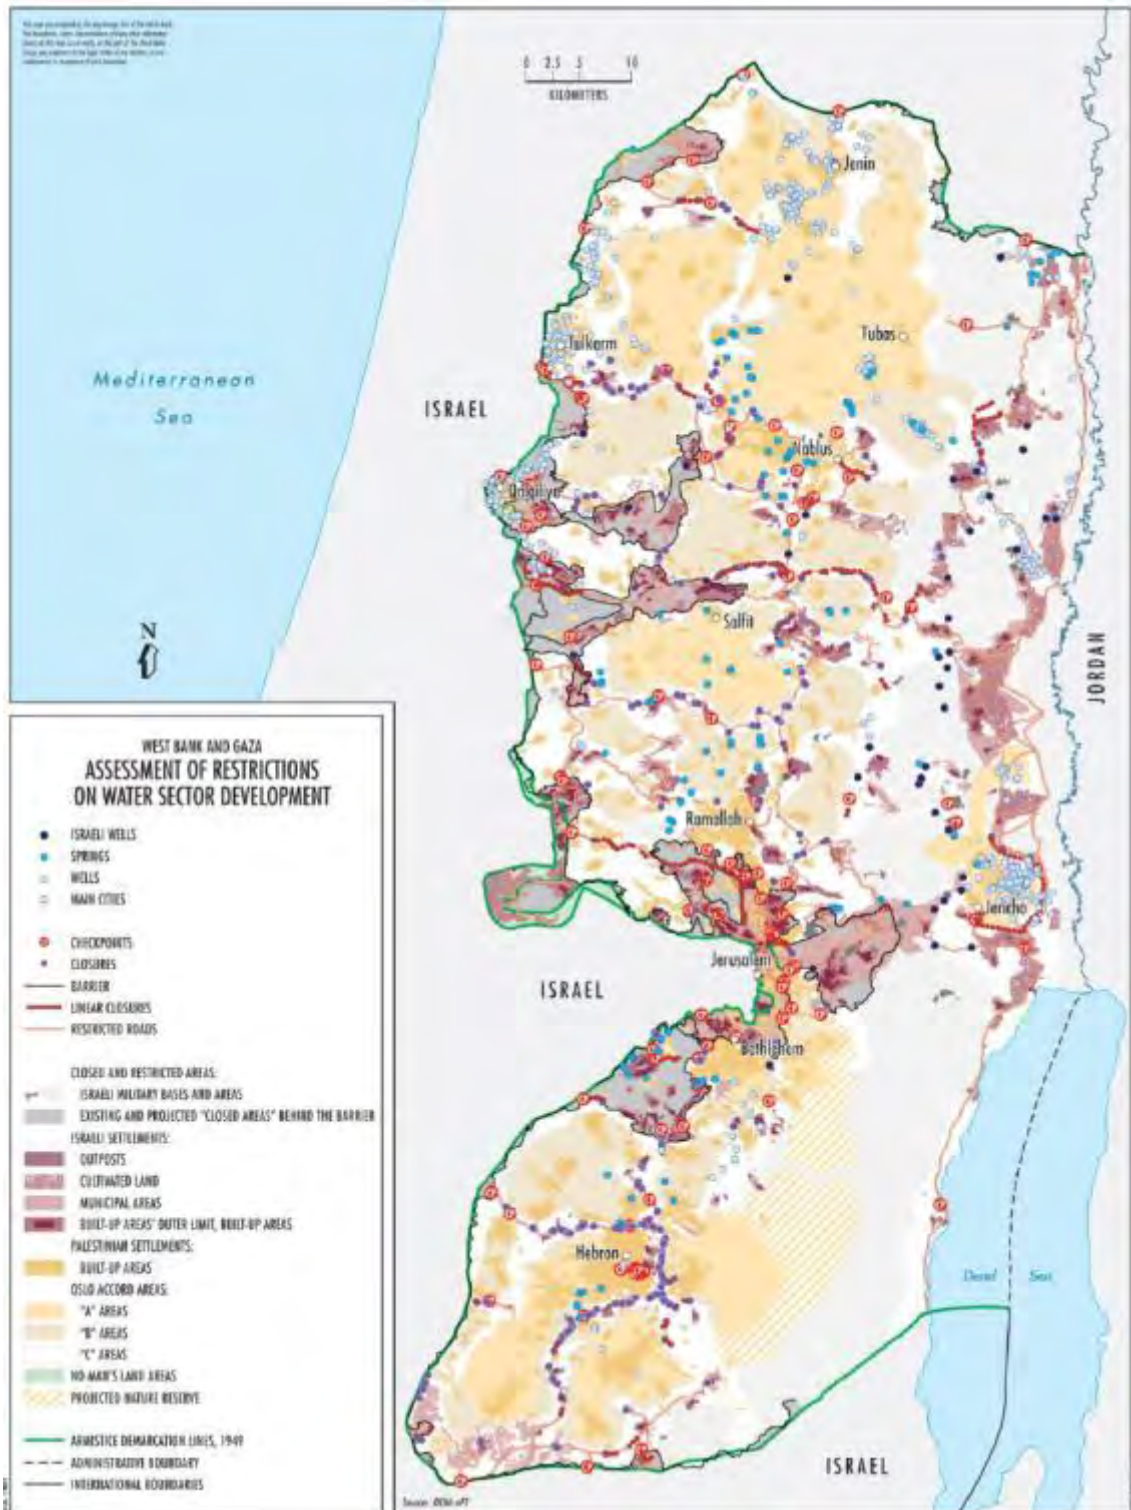 0 2.5 5 10
KILOMETERS
Jenin
Tubas
Tulkarm
Mediterranean
Sea
ISRAEL
Nablus
Qalqiliya
Salfit
N
JORDAN
Ramallah
Jericho
Jerusalem
ISRAEL
Bethlehem
Hebron
Dead Sea
ISRAEL
WEST BANK AND GAZA
ASSESSMENT OF RESTRICTIONS
ON WATER SECTOR DEVELOPMENT
ISRAELI WELLS
SPRINGS
WELLS
MAIN CITIES
CHECKPOINTS
CLOSURES
BARRIER
LINEAR CLOSURES
RESTRICTED ROADS
CLOSED AND RESTRICTED AREAS:
ISRAELI MILITARY BASES AND AREAS
EXISTING AND PROJECTED "CLOSED AREAS" BEHIND THE BARRIER
ISRAELI SETTLEMENTS:
OUTPOSTS
CULTIVATED LAND
MUNICIPAL AREAS
BUILT-UP AREAS' OUTER LIMIT, BUILT-UP AREAS
PALESTINIAN SETTLEMENTS:
BUILT-UP AREAS
OSLO ACCORD AREAS:
"A" AREAS
"B" AREAS
"C" AREAS
NO MAN'S LAND AREAS
PROJECTED NATURE RESERVE
ARMISTICE DEMARCATION LINES, 1949
ADMINISTRATIVE BOUNDARY
INTERNATIONAL BOUNDARIES
Source: OCHA oPT